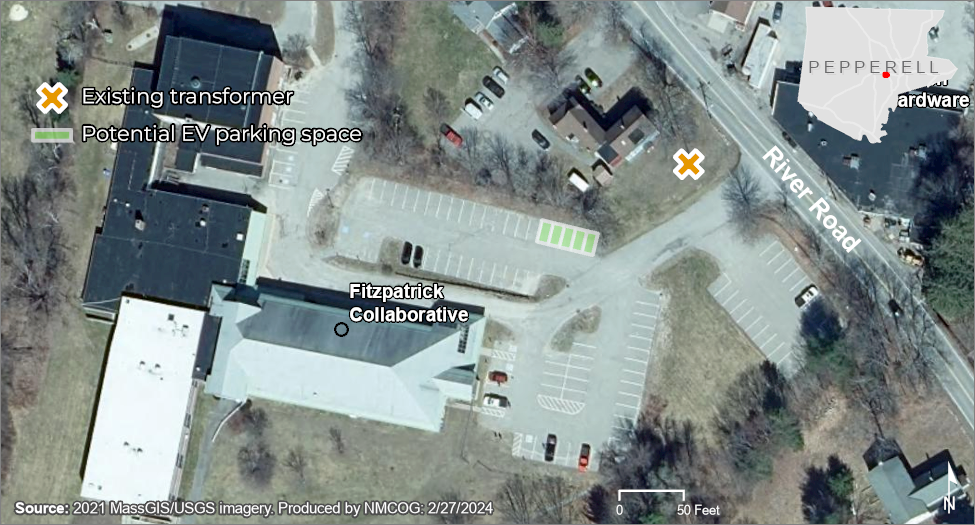 PEPPERELL
Existing transformer
ardware
Potential EV parking space
River Road
Fitzpatrick
Collaborative
Source: 2021 MassGIS/USGS imagery. Produced by NMCOG: 2/27/2024
0 50 Feet
N